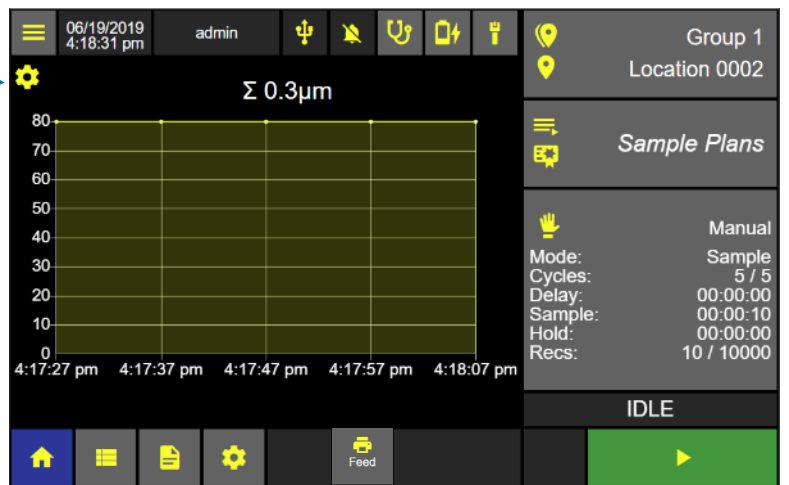 06/19/2019
4:18:31 pm
admin
Σ 0.3µm
80
70
60
50
40
30
20
10
0
4:17:27 pm 4:17:37 pm 4:17:47 pm 4:17:57 pm 4:18:07 pm
Group 1
Location 0002
Sample Plans
Manual
Mode: Sample
Cycles: 5 / 5
Delay: 00:00:00
Sample: 00:00:10
Hold: 00:00:00
Recs: 10 / 10000
IDLE
Feed